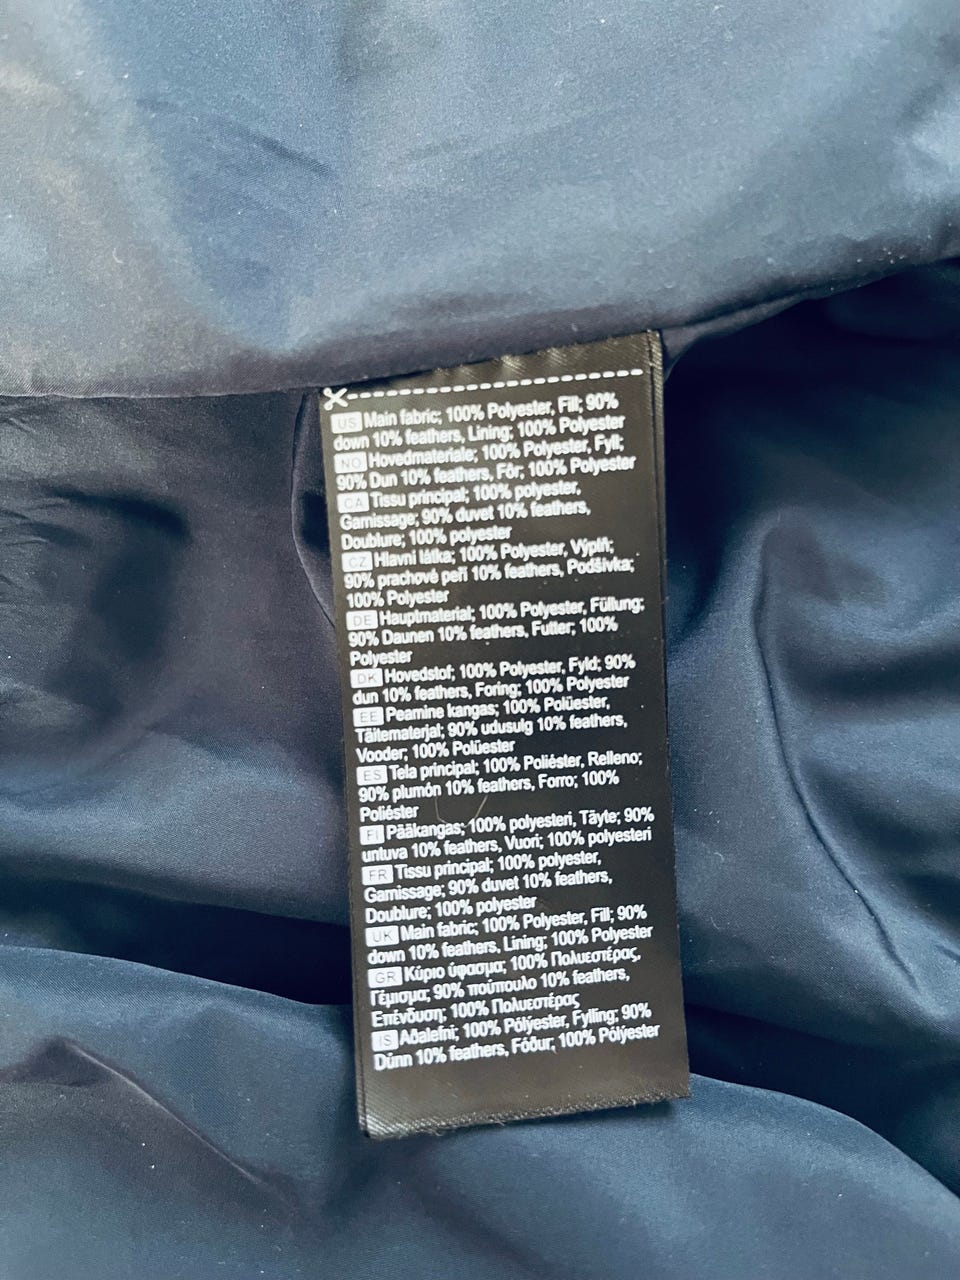 US Main fabric; 100% Polyester, Fill; 90%
down 10% feathers, Lining; 100% Polyester
NO Hovedmateriale; 100% Polyester, Fyll;
90% Dun 10% feathers, Fôr; 100% Polyester
CA Tissu principal; 100% polyester,
Garnissage; 90% duvet 10% feathers,
Doublure; 100% polyester
CZ Hlavní látka; 100% Polyester, Výplň;
90% prachové peří 10% feathers, Podšívka;
100% Polyester
DE Hauptmaterial; 100% Polyester, Füllung;
90% Daunen 10% feathers, Futter; 100%
Polyester
DK Hovedstof; 100% Polyester, Fyld; 90%
dun 10% feathers, Foring; 100% Polyester
EE Peamine kangas; 100% Polüester,
Täitematerjal; 90% udusulg 10% feathers,
Vooder; 100% Polüester
ES Tela principal; 100% Poliéster, Relleno;
90% plumón 10% feathers, Forro; 100%
Poliéster
FI Pääkangas; 100% polyesteri, Täyte; 90%
untuva 10% feathers, Vuori; 100% polyesteri
FR Tissu principal; 100% polyester,
Garnissage; 90% duvet 10% feathers,
Doublure; 100% polyester
UK Main fabric; 100% Polyester, Fill; 90%
down 10% feathers, Lining; 100% Polyester
GR Κύριο ύφασμα; 100% Πολυεστέρας,
Γέμισμα; 90% πούπουλο 10% feathers,
Επένδυση; 100% Πολυεστέρας
IS Aðalefni; 100% Pólýester, Fylling; 90%
Dúnn 10% feathers, Fóður; 100% Pólýester